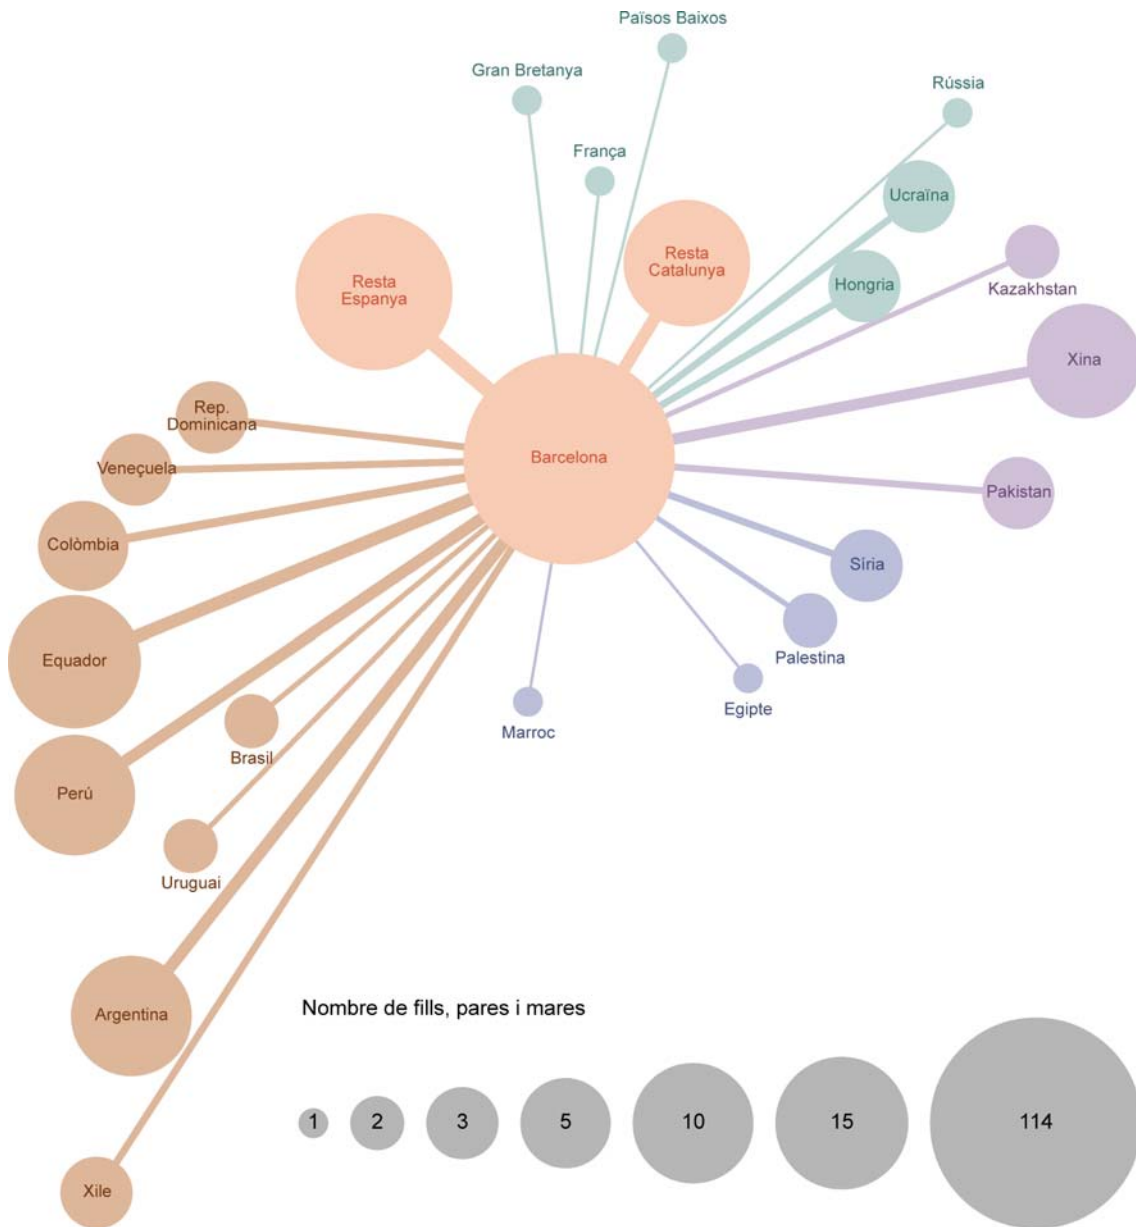 Països Baixos
Gran Bretanya
Rússia
França
Ucraïna
Resta
Catalunya
Resta
Espanya
Hongria
Kazakhstan
Xina
Rep.
Dominicana
Barcelona
Veneçuela
Pakistan
Colòmbia
Síria
Equador
Palestina
Egipte
Marroc
Brasil
Perú
Uruguai
Argentina
Nombre de fills, pares i mares
1 2 3 5 10 15 114
Xile